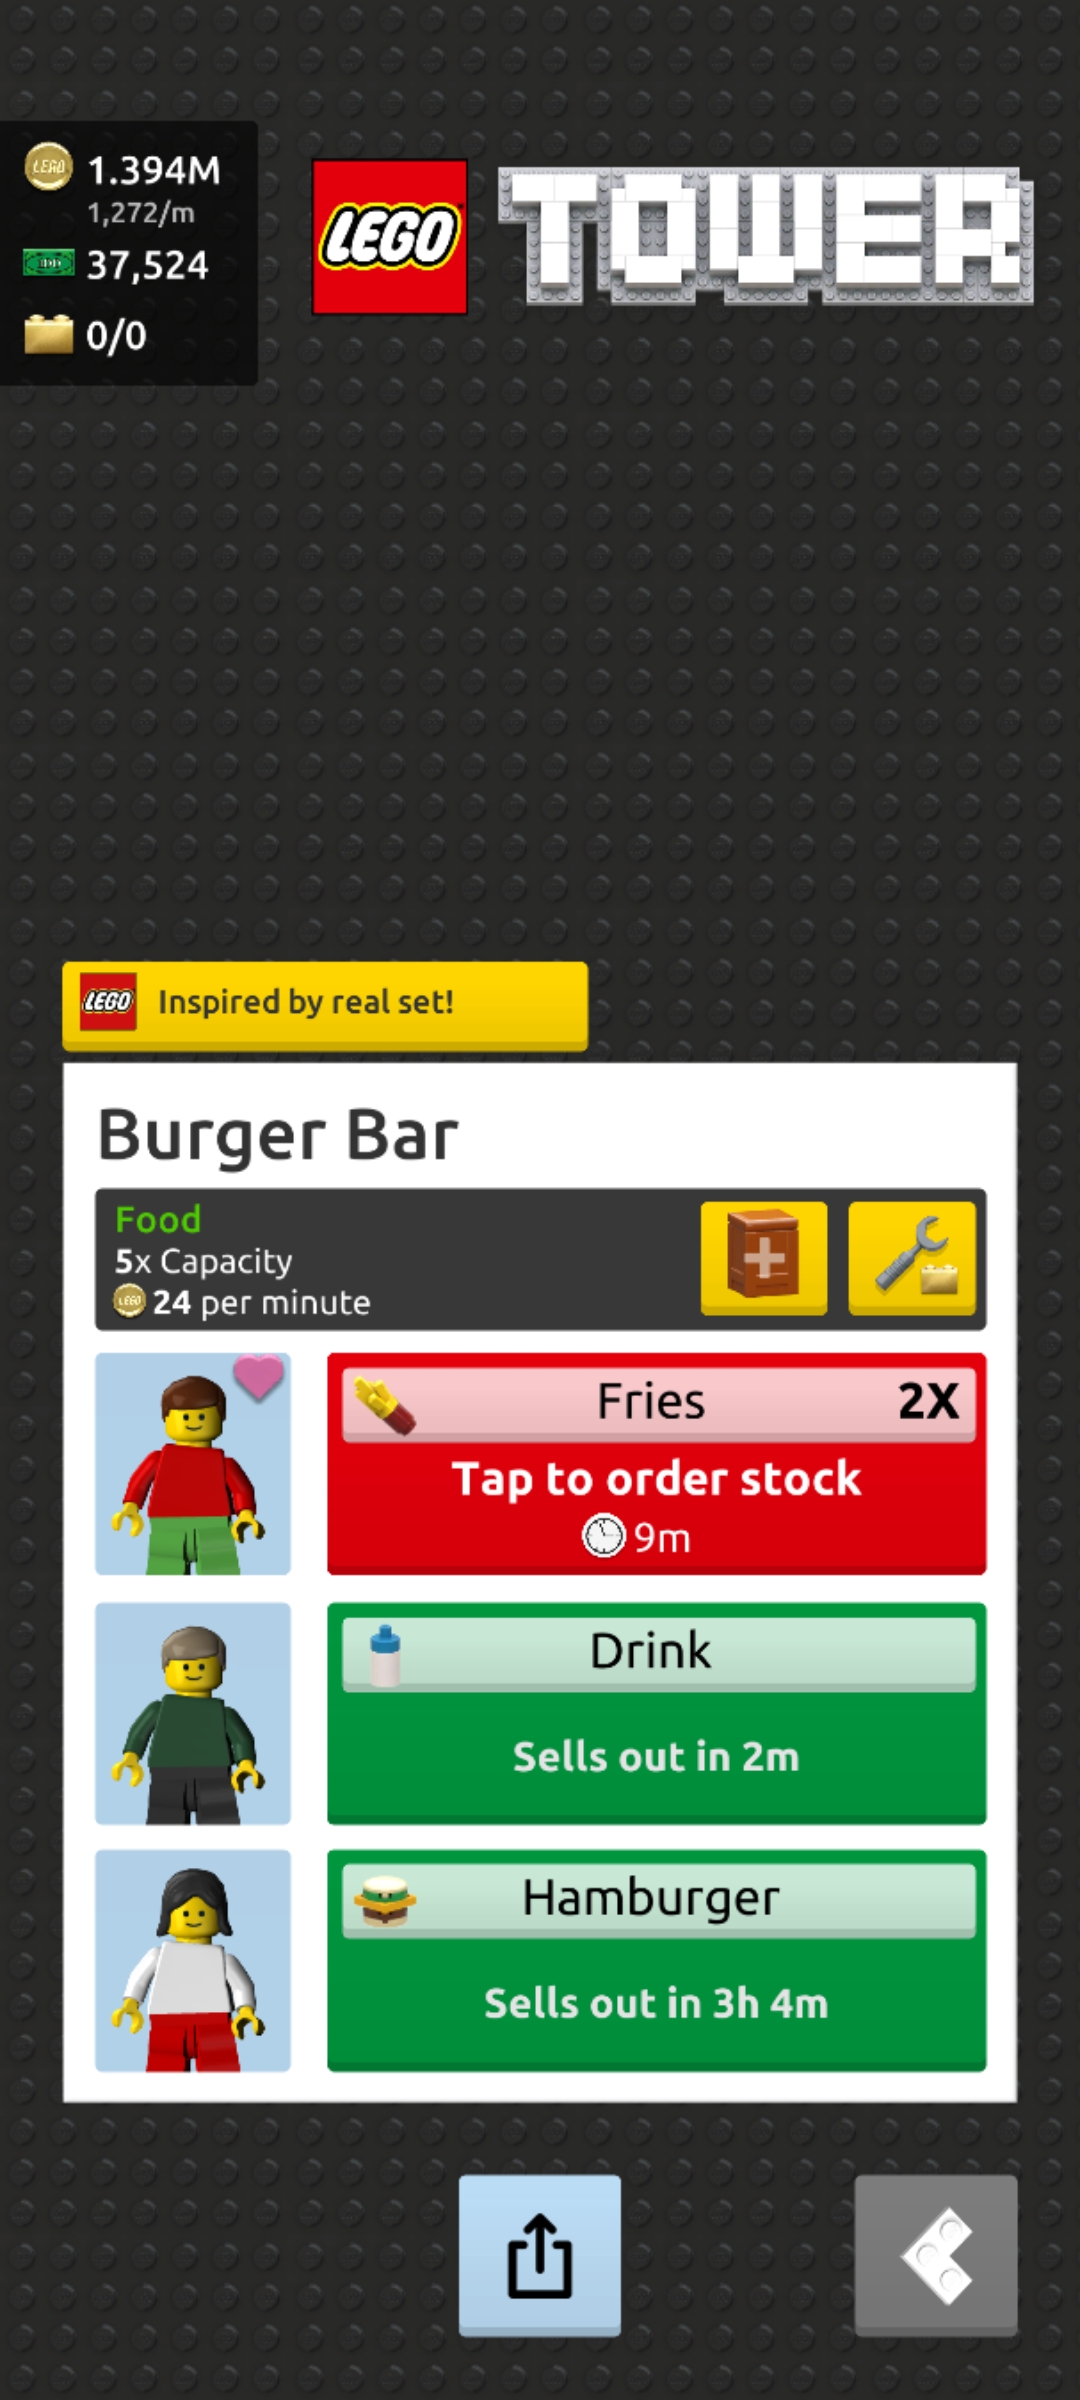 LEGO
1.394M
1,272/m
37,524
0/0
LEGO TOWER
LEGO
Inspired by real set!
Burger Bar
Food
5x Capacity
LEGO 24 per minute
Fries 2X
Tap to order stock
9m
Drink
Sells out in 2m
Hamburger
Sells out in 3h 4m